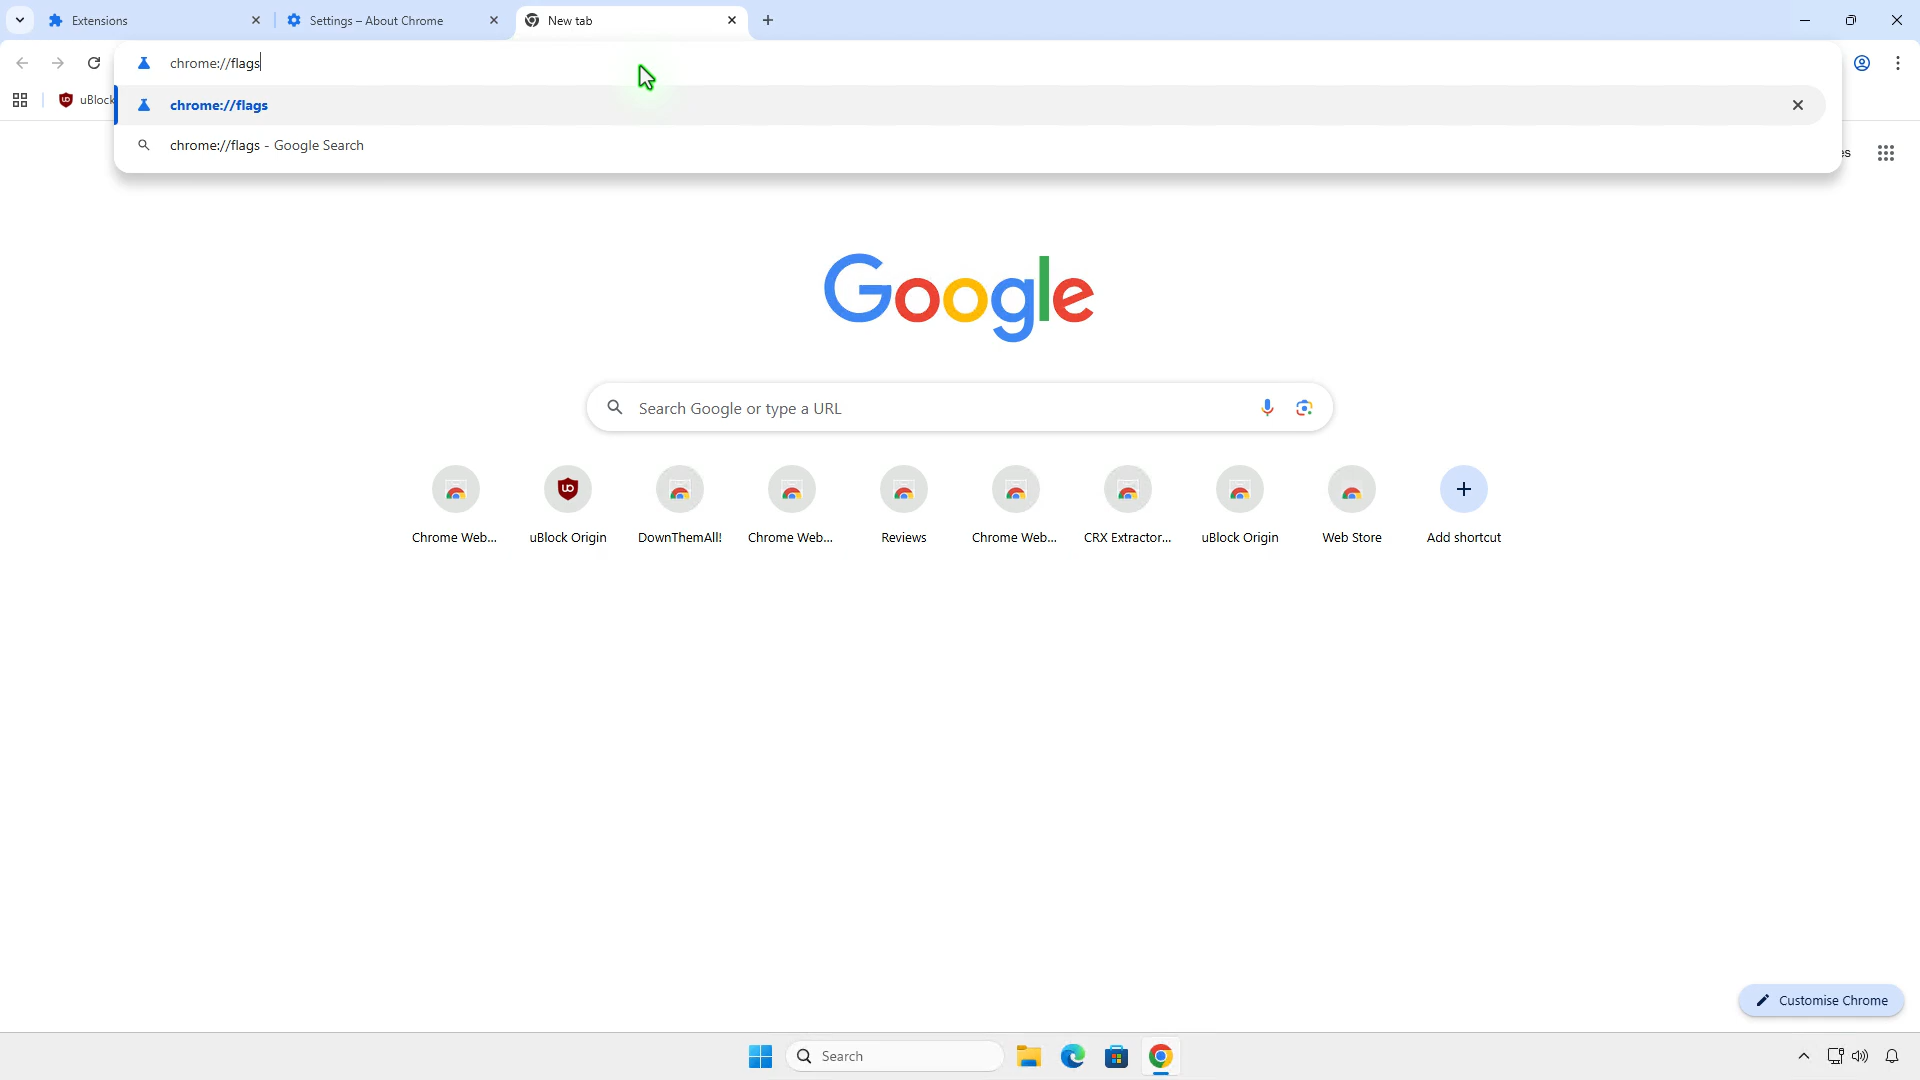 Extensions
Settings – About Chrome
New tab
chrome://flags
uBlock
chrome://flags
chrome://flags - Google Search
Google
Search Google or type a URL
Chrome Web...
uBlock Origin
DownThemAll!
Chrome Web...
Reviews
Chrome Web...
CRX Extractor...
uBlock Origin
Web Store
Add shortcut
Customise Chrome
Search